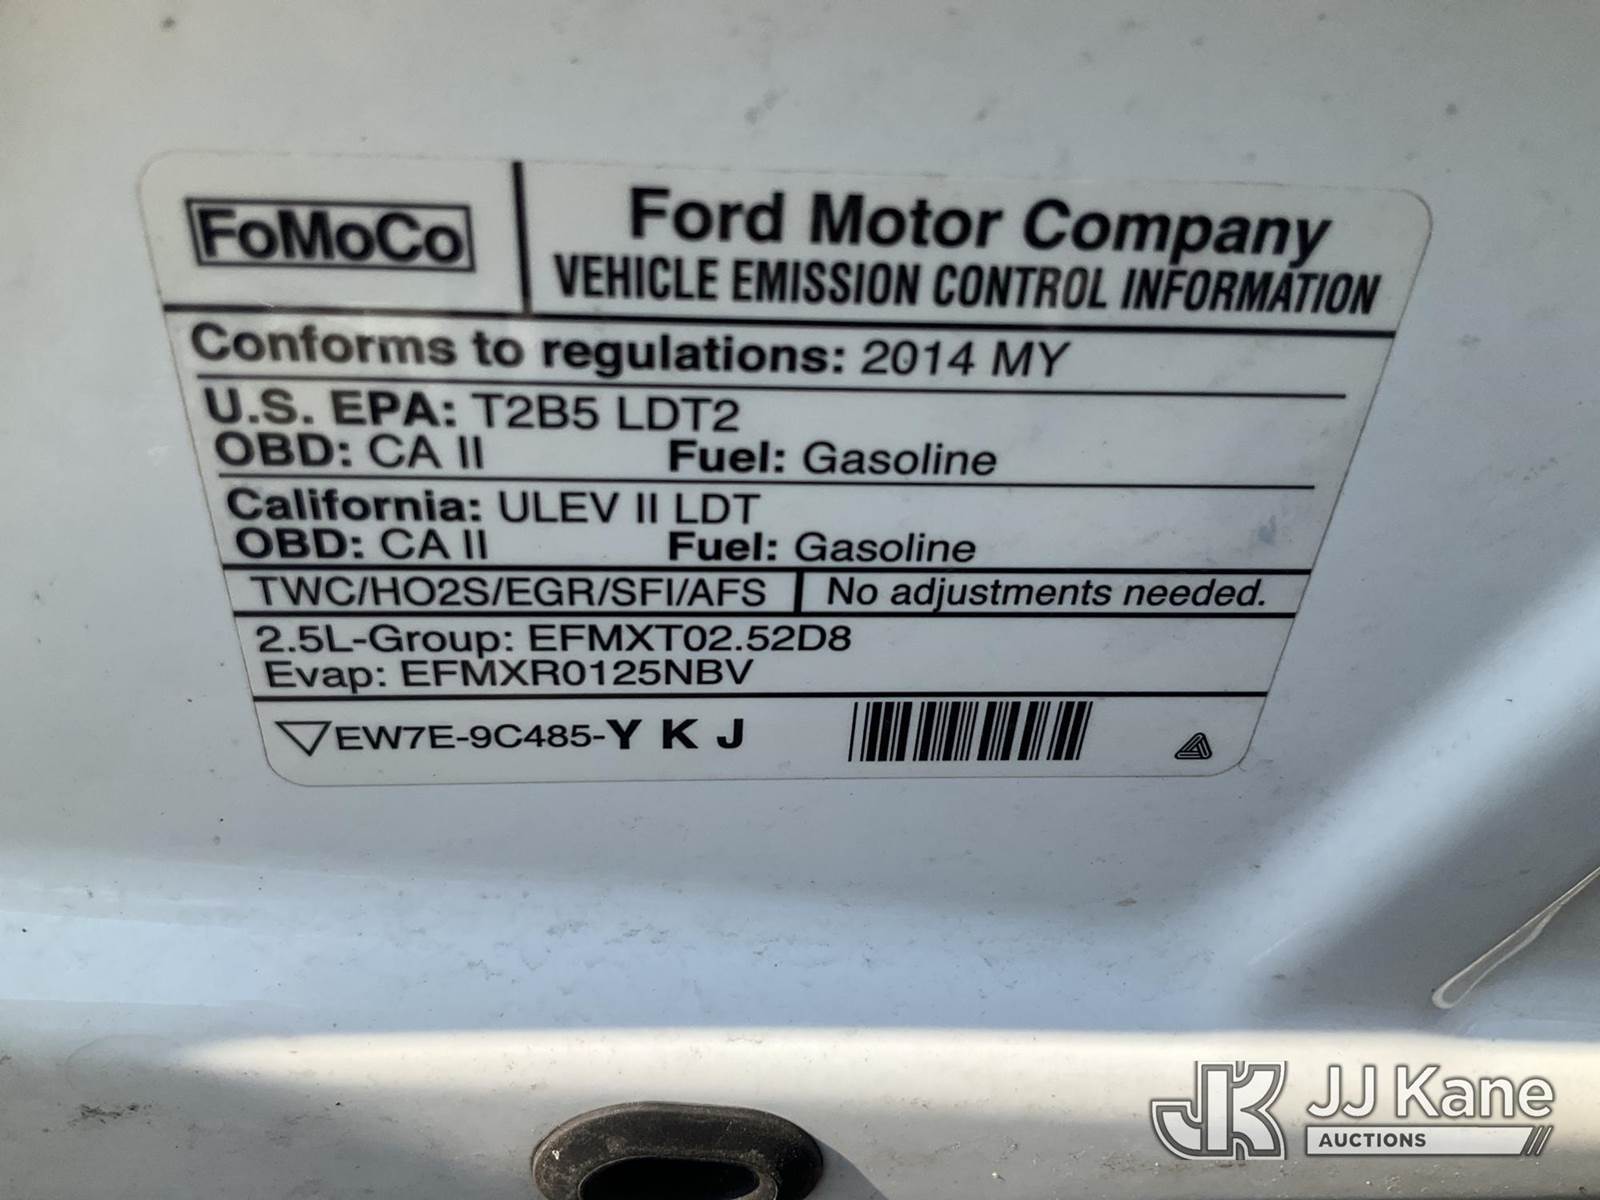 FoMoCo
Ford Motor Company
VEHICLE EMISSION CONTROL INFORMATION
Conforms to regulations: 2014 MY
U.S. EPA: T2B5 LDT2
OBD: CA II Fuel: Gasoline
California: ULEV II LDT
OBD: CA II Fuel: Gasoline
TWC/HO2S/EGR/SFI/AFS No adjustments needed.
2.5L-Group: EFMXT02.52D8
Evap: EFMXR0125NBV
EW7E-9C485-Y K J
JK JJ Kane
AUCTIONS